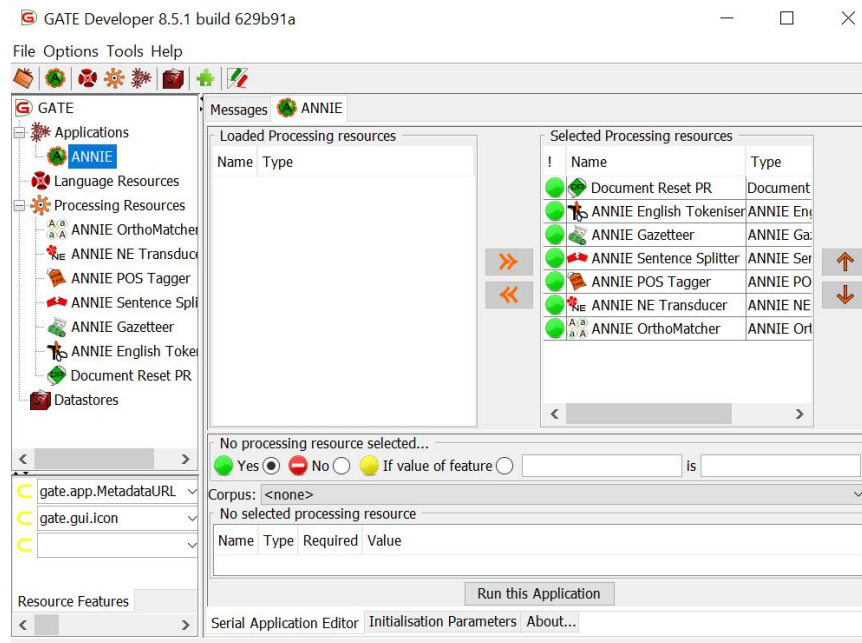 GATE Developer 8.5.1 build 629b91a
File Options Tools Help
GATE
Applications
ANNIE
Language Resources
Processing Resources
ANNIE OrthoMatcher
ANNIE NE Transduce
ANNIE POS Tagger
ANNIE Sentence Spli
ANNIE Gazetteer
ANNIE English Token
Document Reset PR
Datastores
gate.app.MetadataURL
gate.gui.icon
Resource Features
Messages ANNIE
Loaded Processing resources
Name Type
Selected Processing resources
! Name Type
Document Reset PR Document
ANNIE English Tokeniser ANNIE Eng
ANNIE Gazetteer ANNIE Gaz
ANNIE Sentence Splitter ANNIE Sen
ANNIE POS Tagger ANNIE PO
ANNIE NE Transducer ANNIE NE
ANNIE OrthoMatcher ANNIE Ort
No processing resource selected...
Yes No If value of feature is
Corpus: <none>
No selected processing resource
Name Type Required Value
Run this Application
Serial Application Editor Initialisation Parameters About...